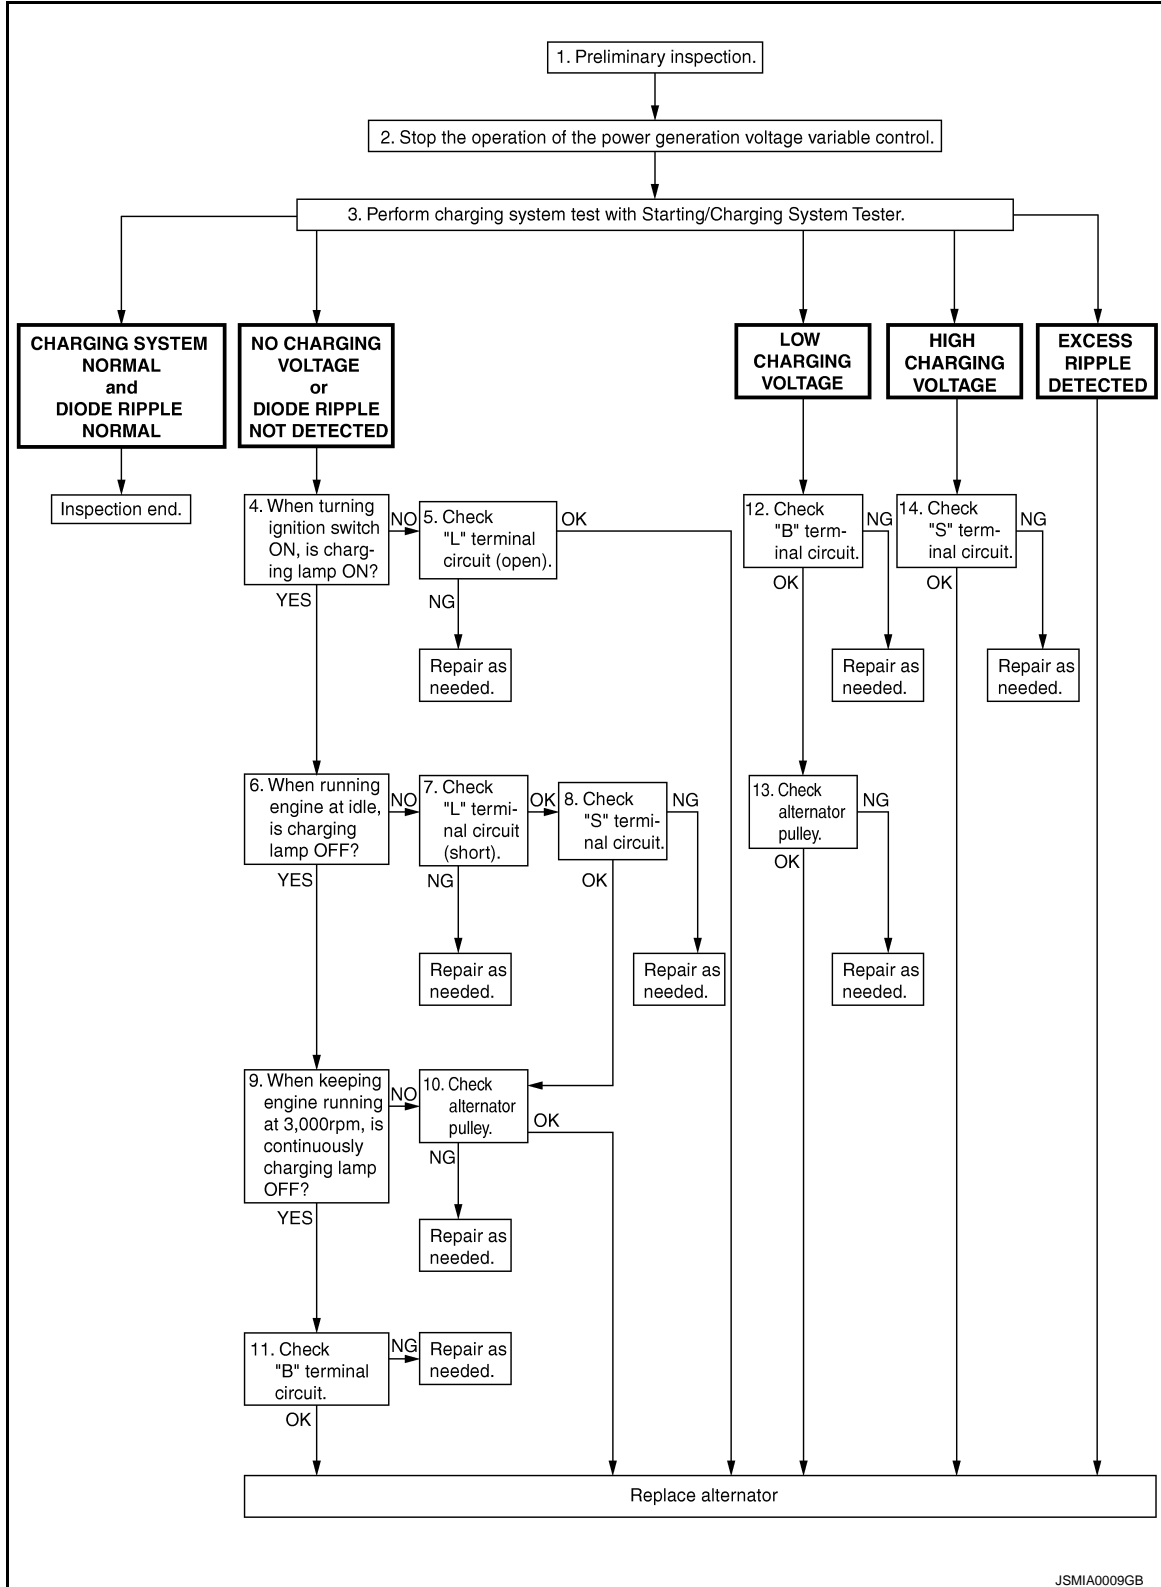 1. Preliminary inspection.
2. Stop the operation of the power generation voltage variable control.
3. Perform charging system test with Starting/Charging System Tester.
CHARGING SYSTEM
NORMAL
and
DIODE RIPPLE
NORMAL
NO CHARGING
VOLTAGE
or
DIODE RIPPLE
NOT DETECTED
LOW
CHARGING
VOLTAGE
HIGH
CHARGING
VOLTAGE
EXCESS
RIPPLE
DETECTED
Inspection end.
4. When turning
ignition switch
ON, is charg-
ing lamp ON?
NO
YES
5. Check
"L" terminal
circuit (open).
OK
NG
Repair as
needed.
12. Check
"B" term-
inal circuit.
NG
OK
Repair as
needed.
14. Check
"S" term-
inal circuit.
NG
OK
Repair as
needed.
6. When running
engine at idle,
is charging
lamp OFF?
NO
YES
7. Check
"L" termi-
nal circuit
(short).
OK
NG
Repair as
needed.
8. Check
"S" termi-
nal circuit.
NG
OK
Repair as
needed.
13. Check
alternator
pulley.
NG
OK
Repair as
needed.
9. When keeping
engine running
at 3,000rpm, is
continuously
charging lamp
OFF?
NO
YES
10. Check
alternator
pulley.
OK
NG
Repair as
needed.
11. Check
"B" terminal
circuit.
NG
OK
Repair as
needed.
Replace alternator
JSMIA0009GB